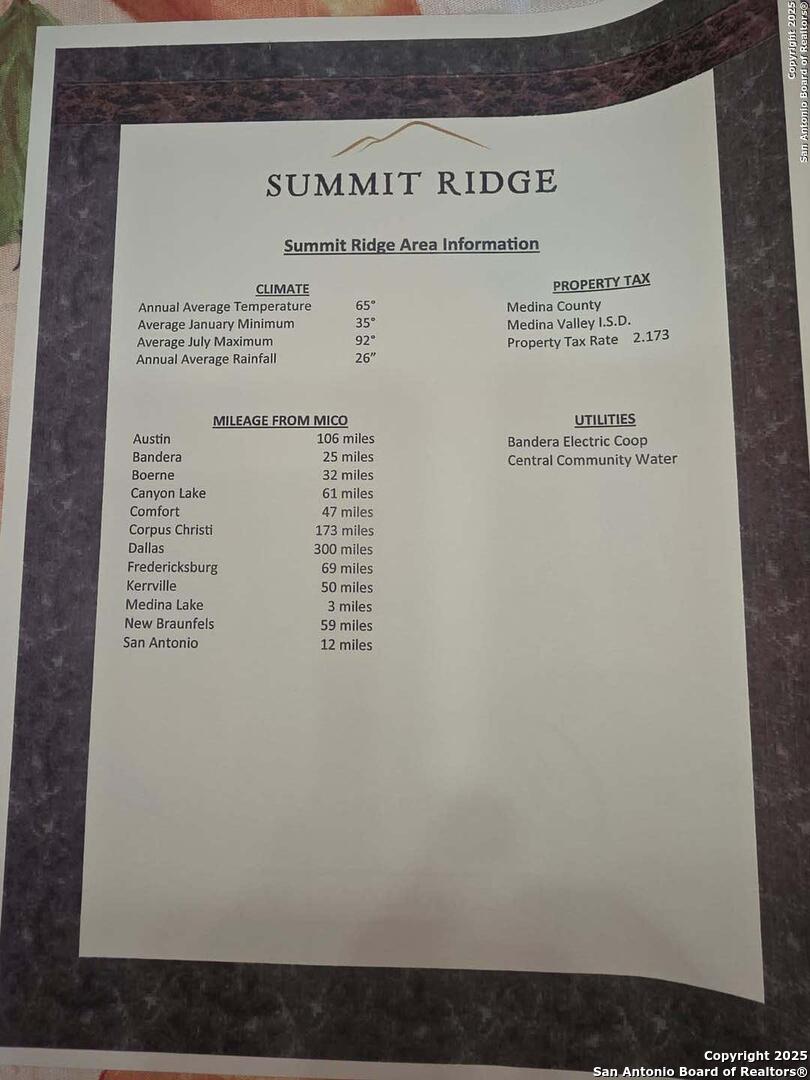 Copyright 2025
San Antonio Board of Realtors®
SUMMIT RIDGE
Summit Ridge Area Information
CLIMATE
Annual Average Temperature 65°
Average January Minimum 35°
Average July Maximum 92°
Annual Average Rainfall 26”
PROPERTY TAX
Medina County
Medina Valley I.S.D.
Property Tax Rate 2.173
MILEAGE FROM MICO
Austin 106 miles
Bandera 25 miles
Boerne 32 miles
Canyon Lake 61 miles
Comfort 47 miles
Corpus Christi 173 miles
Dallas 300 miles
Fredericksburg 69 miles
Kerrville 50 miles
Medina Lake 3 miles
New Braunfels 59 miles
San Antonio 12 miles
UTILITIES
Bandera Electric Coop
Central Community Water
Copyright 2025
San Antonio Board of Realtors®